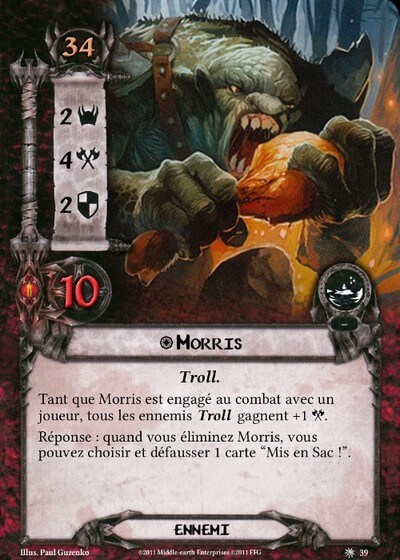 34
2
4
2
10
Morris
Troll.
Tant que Morris est engagé au combat avec un
joueur, tous les ennemis Troll gagnent +1 .
Réponse : quand vous éliminez Morris, vous
pouvez choisir et défausser 1 carte “Mis en Sac !”.
ENNEMI
Illus. Paul Guzenko ©2011 Middle-earth Enterprises ©2011 FFG 39